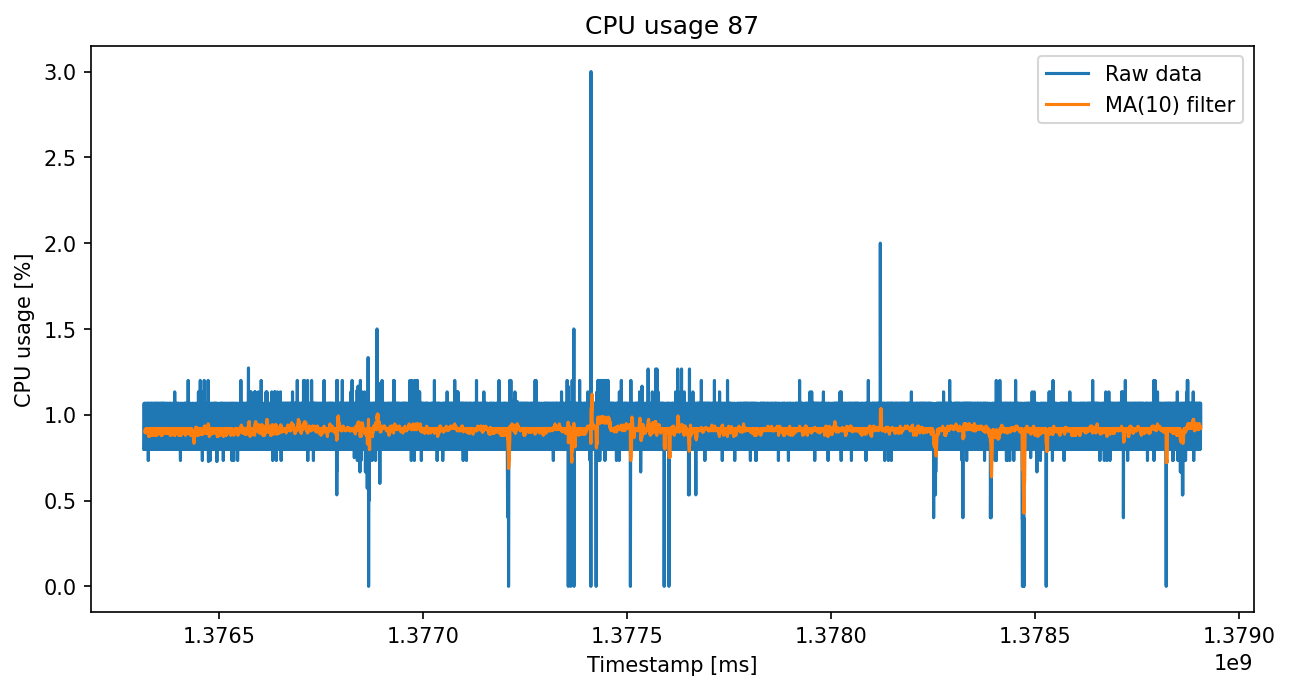 CPU usage 87
Raw data
MA(10) filter
CPU usage [%]
3.0
2.5
2.0
1.5
1.0
0.5
0.0
1.3765 1.3770 1.3775 1.3780 1.3785 1.3790
1e9
Timestamp [ms]